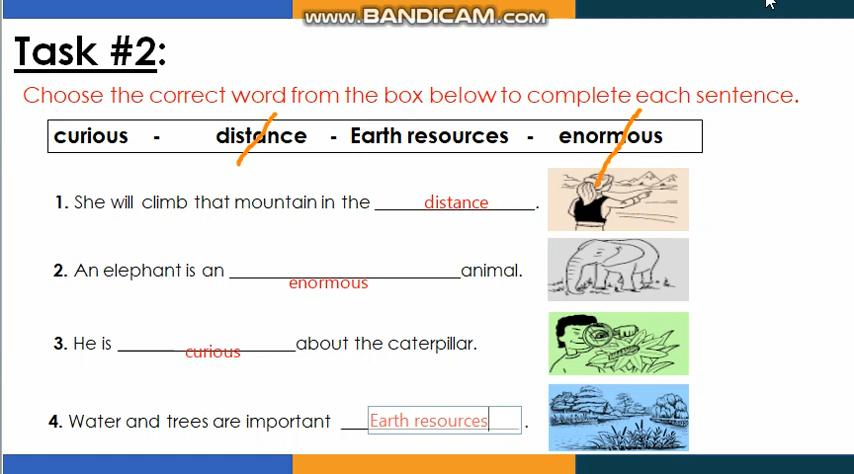 www.BANDICAM.com
Task #2:
Choose the correct word from the box below to complete each sentence.
curious - distance - Earth resources - enormous
1. She will climb that mountain in the distance.
2. An elephant is an enormous animal.
3. He is curious about the caterpillar.
4. Water and trees are important Earth resources.